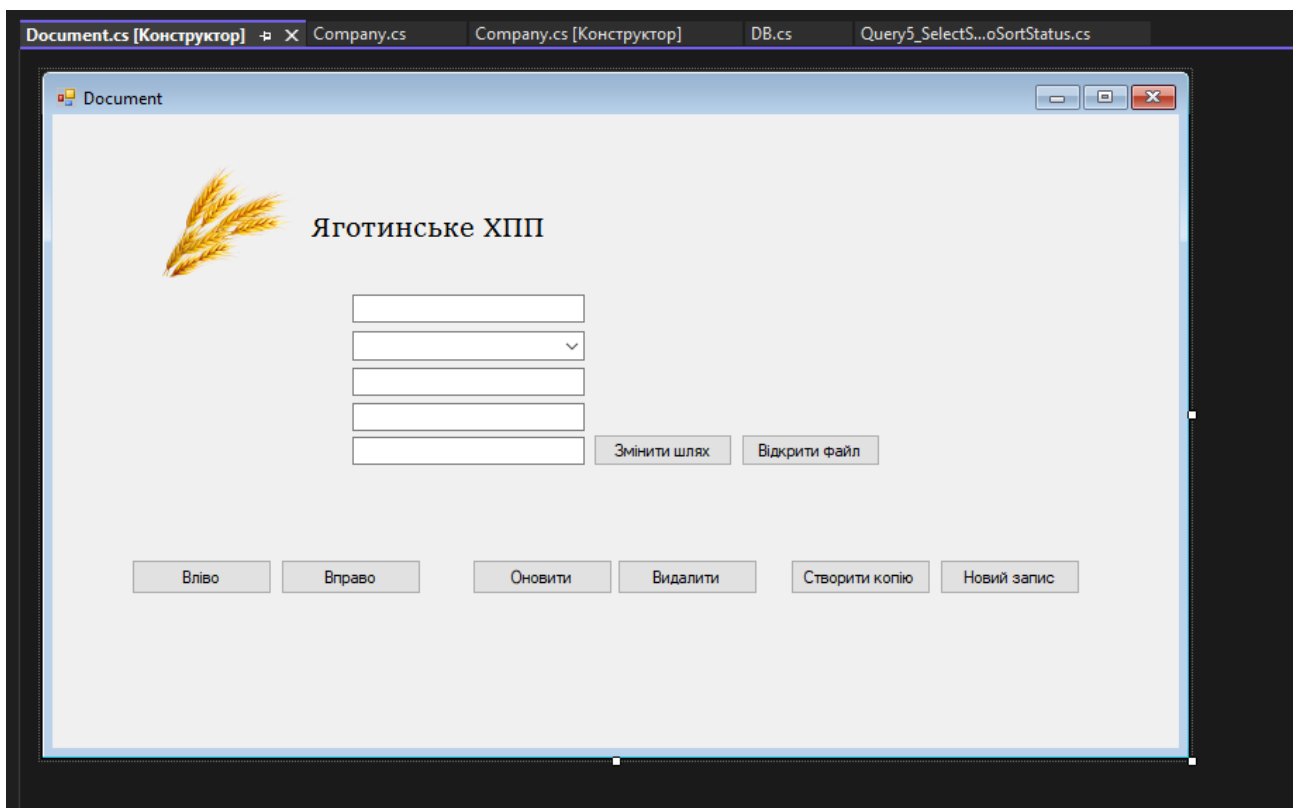 Document.cs [Конструктор] Company.cs Company.cs [Конструктор] DB.cs Query5_SelectS...oSortStatus.cs
Document
Яготинське ХПП
Змінити шлях Відкрити файл
Вліво Вправо Оновити Видалити Створити копію Новий запис